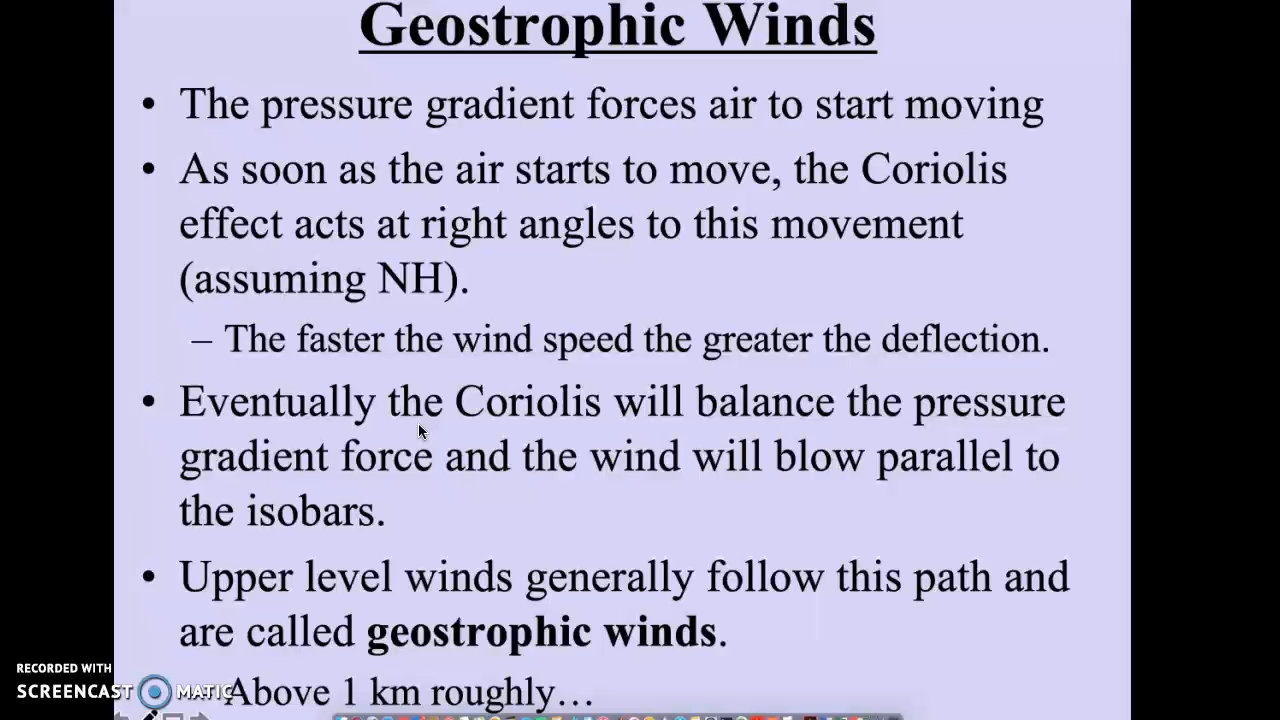 Geostrophic Winds
• The pressure gradient forces air to start moving
• As soon as the air starts to move, the Coriolis
effect acts at right angles to this movement
(assuming NH).
– The faster the wind speed the greater the deflection.
• Eventually the Coriolis will balance the pressure
gradient force and the wind will blow parallel to
the isobars.
• Upper level winds generally follow this path and
are called geostrophic winds.
– Above 1 km roughly…
RECORDED WITH
SCREENCAST MATIC